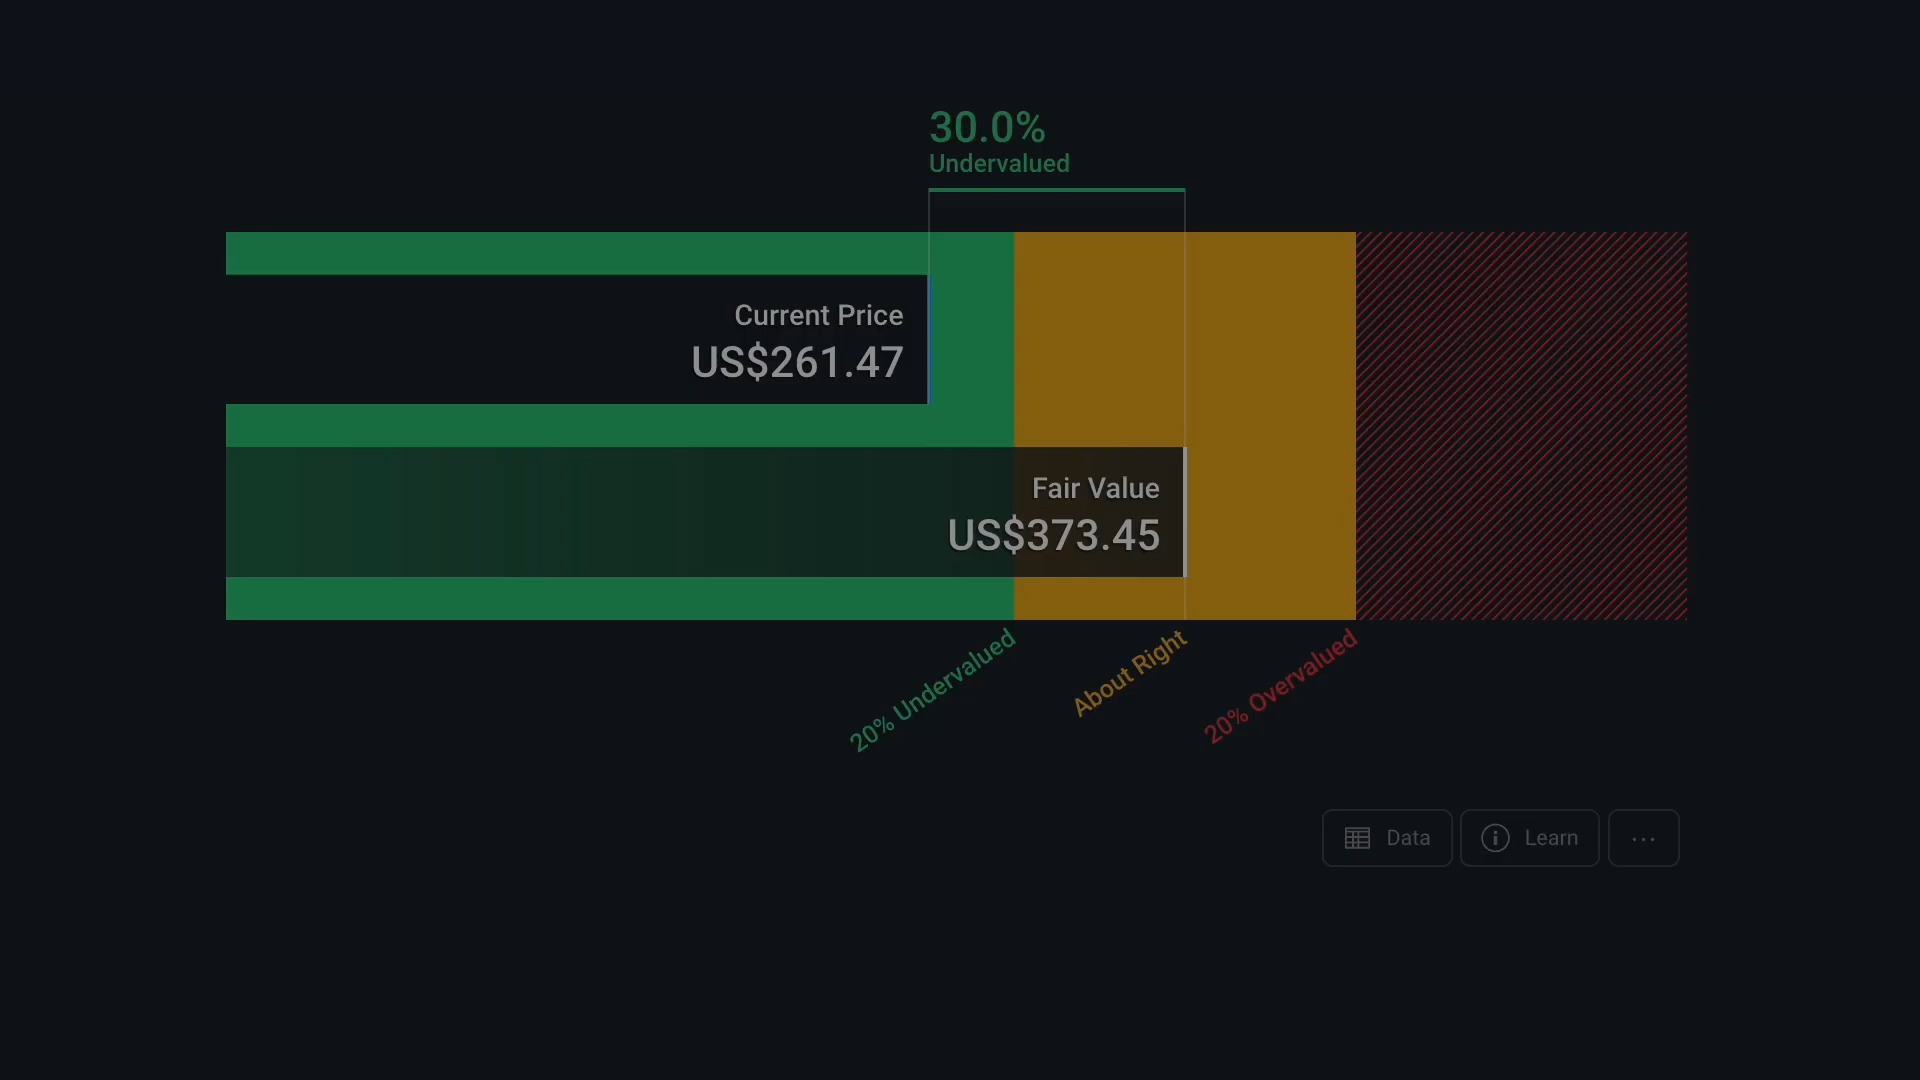 30.0%
Undervalued
Current Price
US$261.47
Fair Value
US$373.45
20% Undervalued
About Right
20% Overvalued
Data
Learn
...